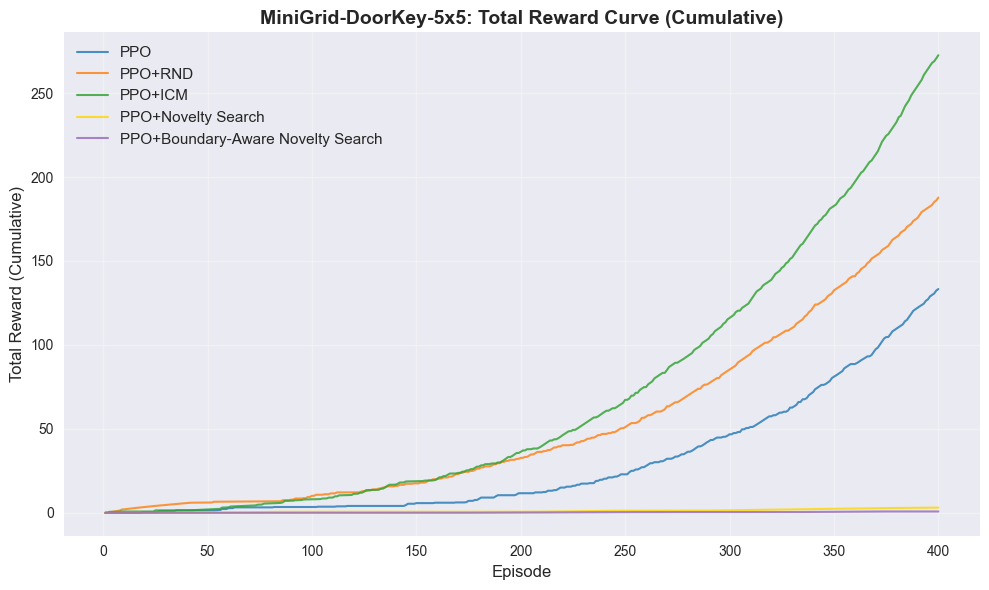 MiniGrid-DoorKey-5x5: Total Reward Curve (Cumulative)
PPO
PPO+RND
PPO+ICM
PPO+Novelty Search
PPO+Boundary-Aware Novelty Search
Total Reward (Cumulative)
250
200
150
100
50
0
0 50 100 150 200 250 300 350 400
Episode